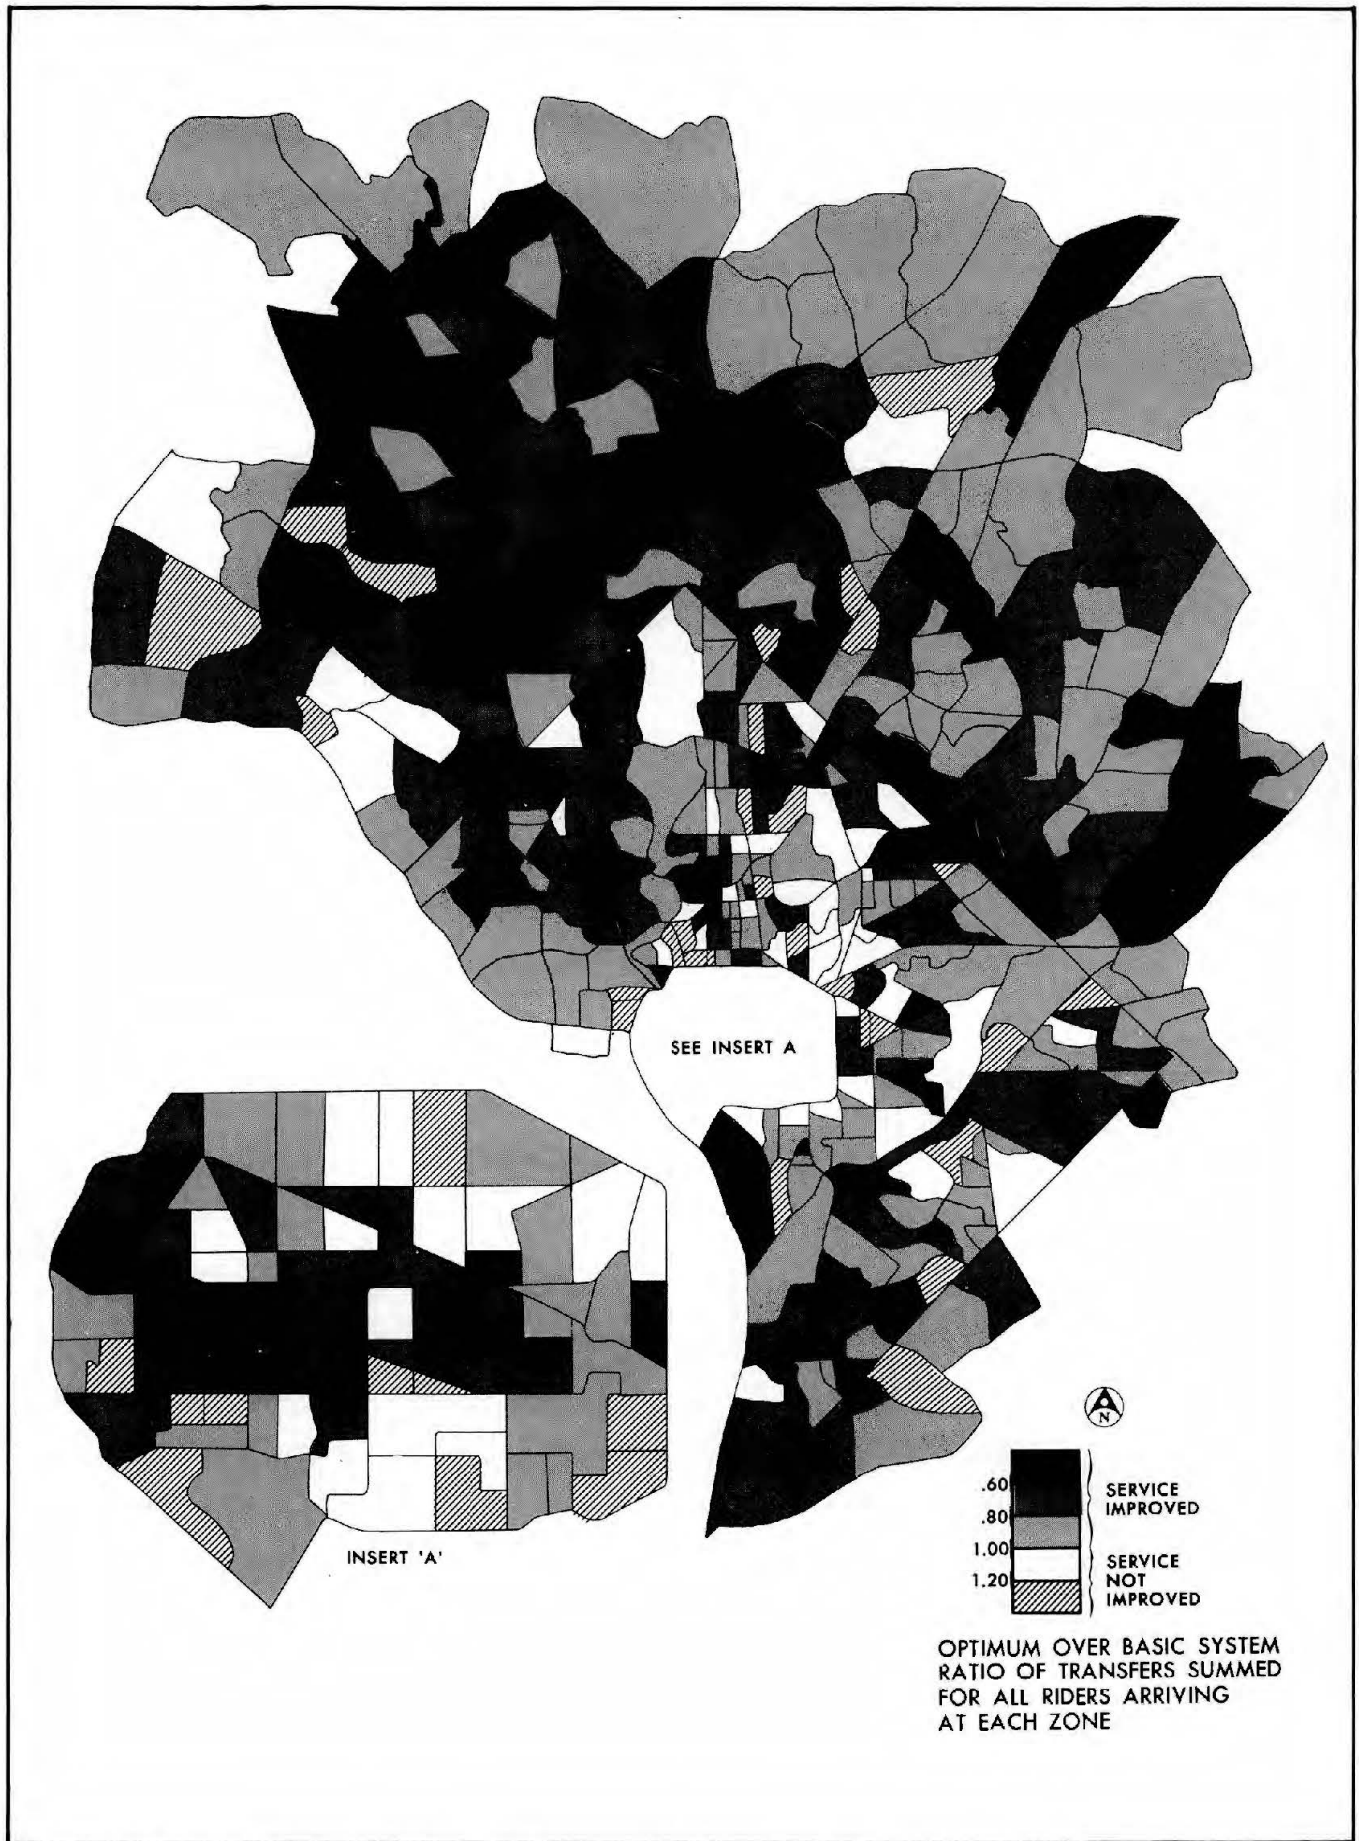 SEE INSERT A
INSERT 'A'
N
.60
.80
1.00
1.20
SERVICE
IMPROVED
SERVICE
NOT
IMPROVED
OPTIMUM OVER BASIC SYSTEM
RATIO OF TRANSFERS SUMMED
FOR ALL RIDERS ARRIVING
AT EACH ZONE